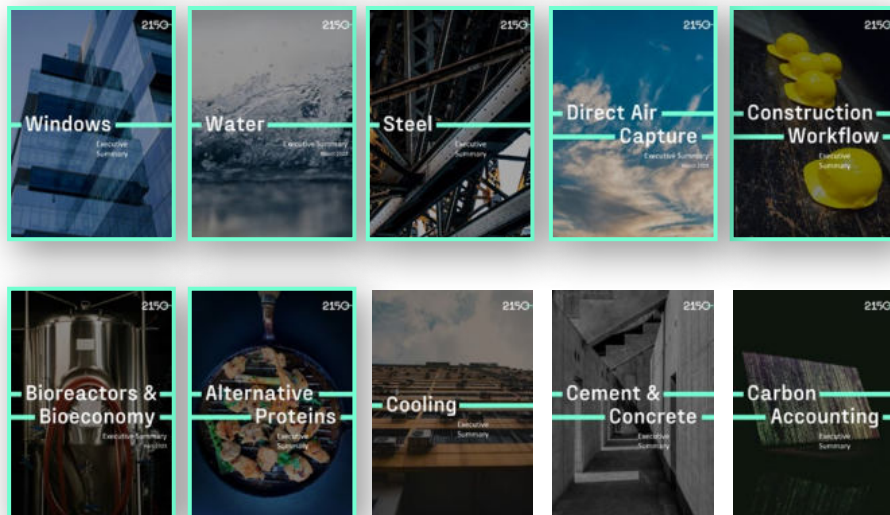 2150
Windows
Executive
Summary
2150
Water
Executive Summary
2150
Steel
Executive
Summary
2150
Direct Air
Capture
Executive Summary
2150
Construction
Workflow
Executive
Summary
2150
Bioreactors &
Bioeconomy
Executive Summary
2150
Alternative
Proteins
Executive
Summary
2150
Cooling
Executive
Summary
2150
Cement &
Concrete
Executive
Summary
2150
Carbon
Accounting
Executive
Summary